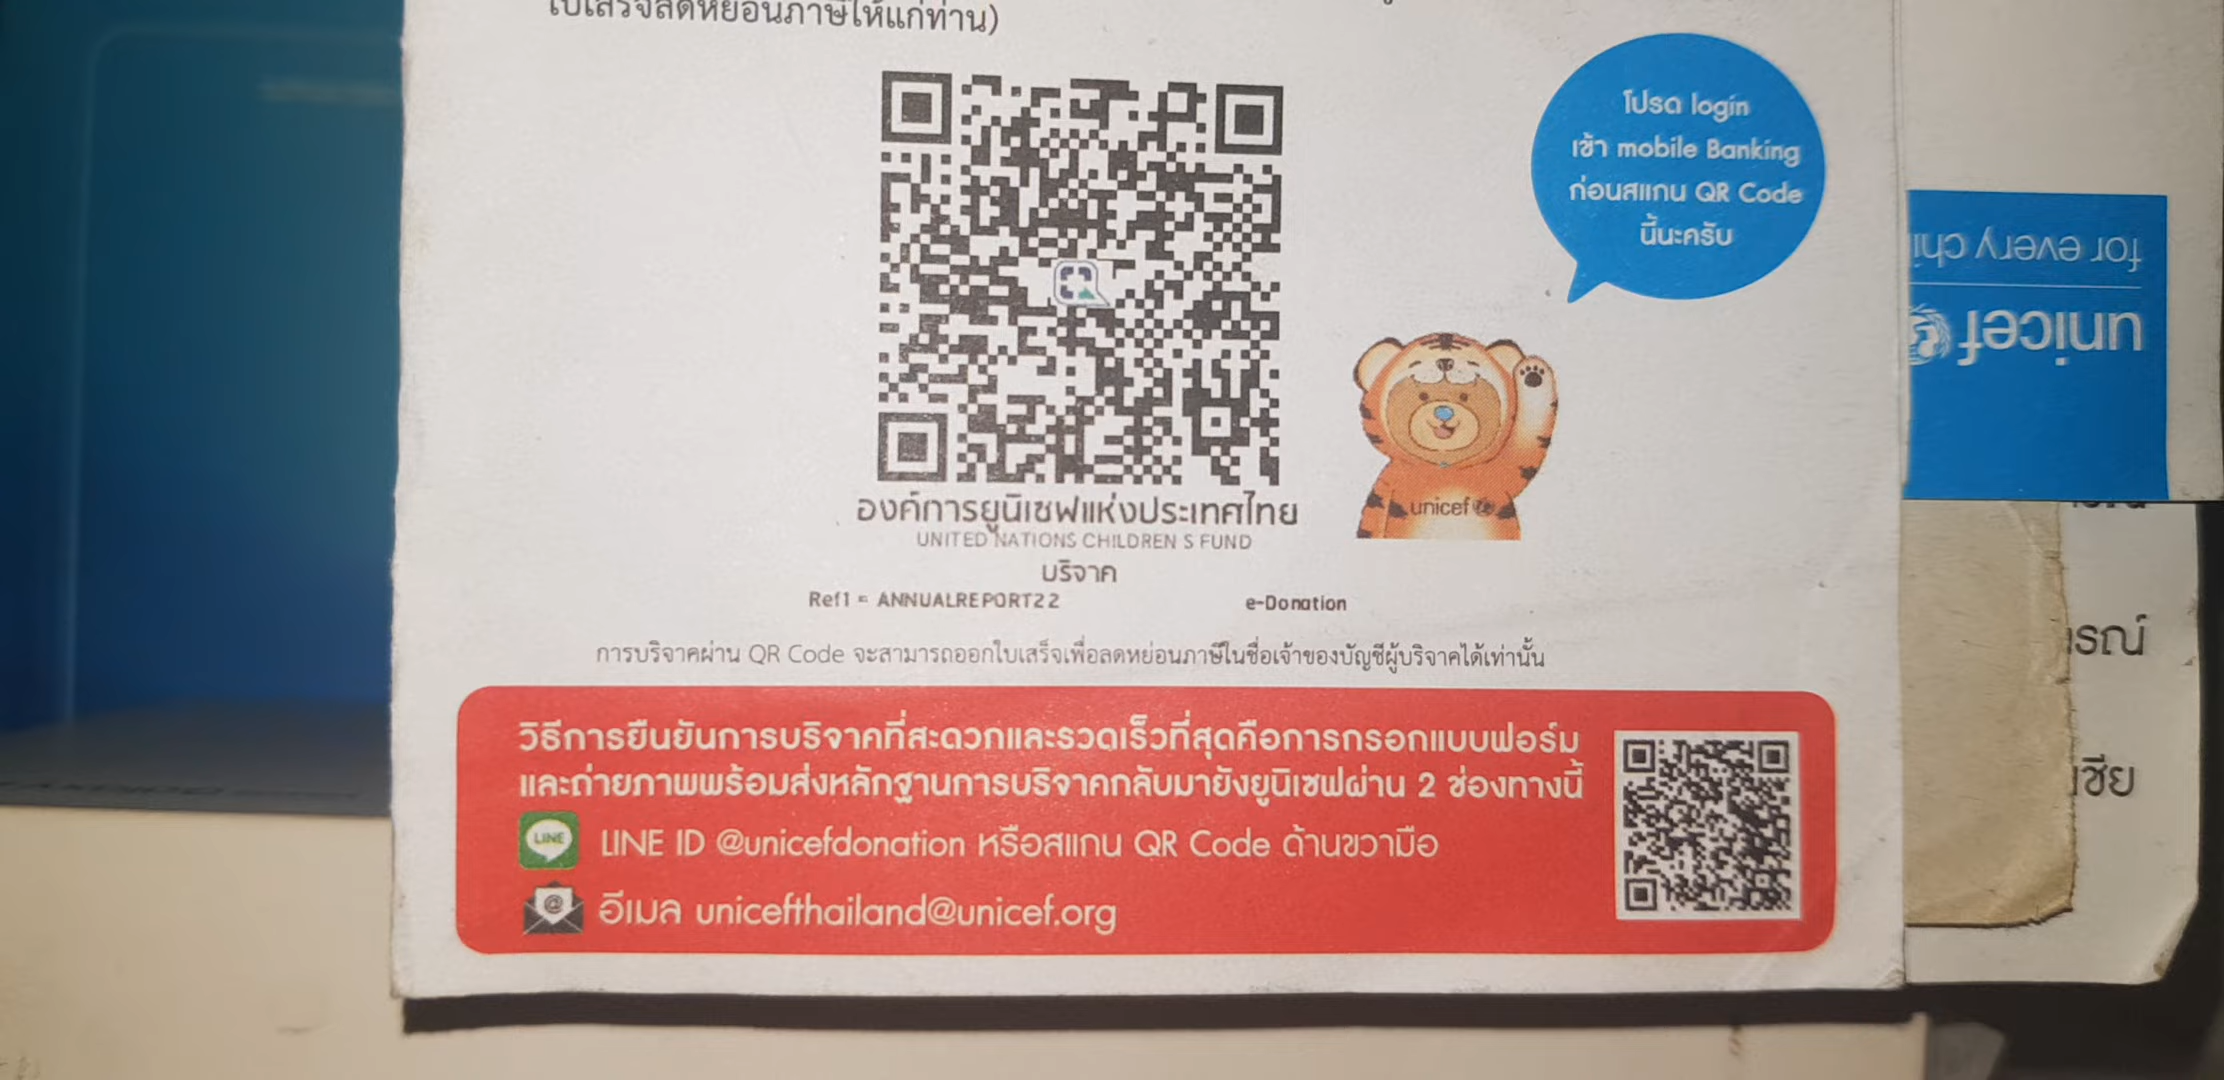 ใบเสร็จลดหย่อนภาษีให้แก่ท่าน)
โปรด login
เข้า mobile Banking
ก่อนสแกน QR Code
นี้นะครับ
for every chi
unicef
unicef
องค์การยูนิเซฟแห่งประเทศไทย
UNITED NATIONS CHILDREN S FUND
บริจาค
Ref1 = ANNUALREPORT22 e-Donation
การบริจาคผ่าน QR Code จะสามารถออกใบเสร็จเพื่อลดหย่อนภาษีในชื่อเจ้าของบัญชีผู้บริจาคได้เท่านั้น
วิธีการยืนยันการบริจาคที่สะดวกและรวดเร็วที่สุดคือการกรอกแบบฟอร์ม
และถ่ายภาพพร้อมส่งหลักฐานการบริจาคกลับมายังยูนิเซฟผ่าน 2 ช่องทางนี้
LINE
LINE ID @unicefdonation หรือสแกน QR Code ด้านขวามือ
อีเมล unicefthailand@unicef.org